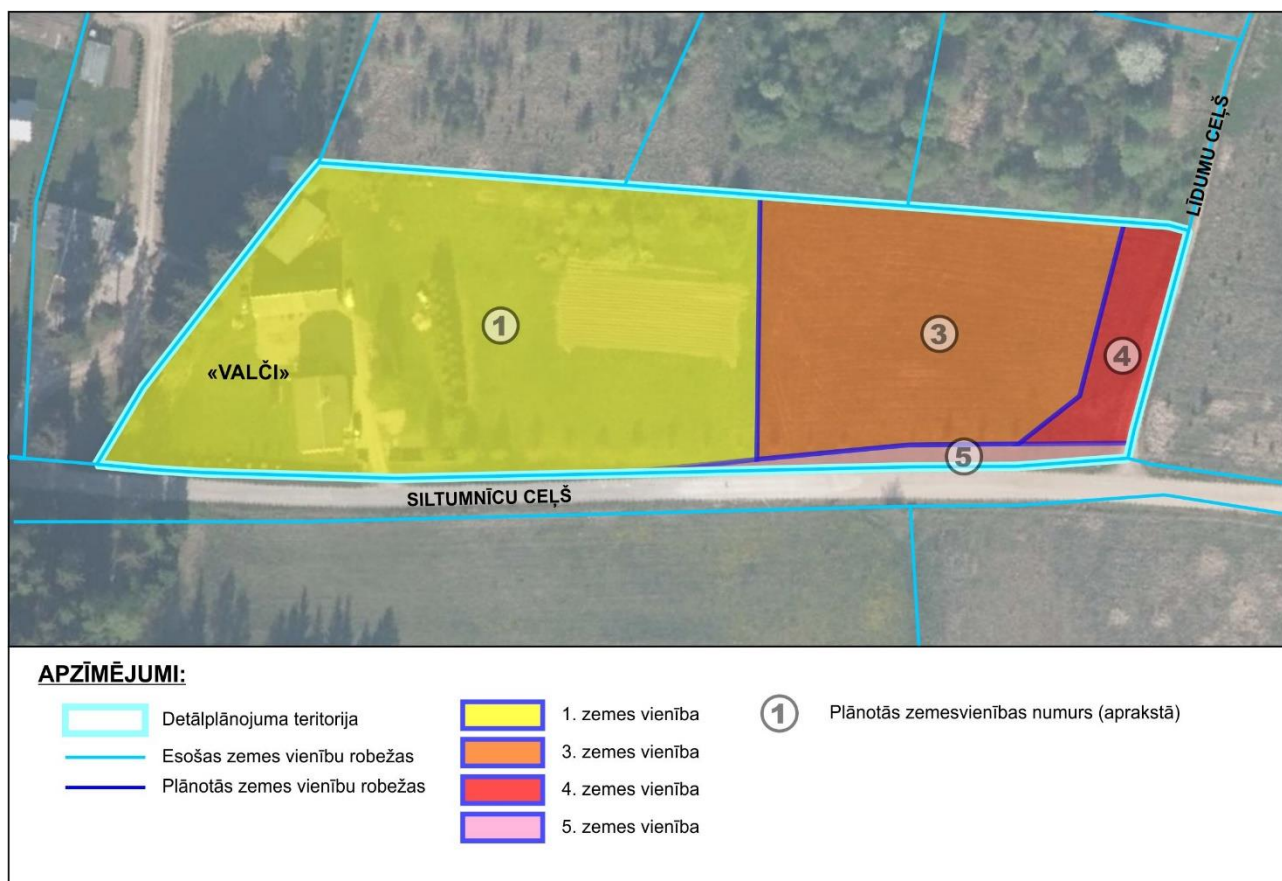 LĪDUMU CEĻŠ
1
3
4
«VALČI»
5
SILTUMNĪCU CEĻŠ
APZĪMĒJUMI:
Detālplānojuma teritorija
Esošas zemes vienību robežas
Plānotās zemes vienību robežas
1. zemes vienība
3. zemes vienība
4. zemes vienība
5. zemes vienība
1 Plānotās zemesvienības numurs (aprakstā)